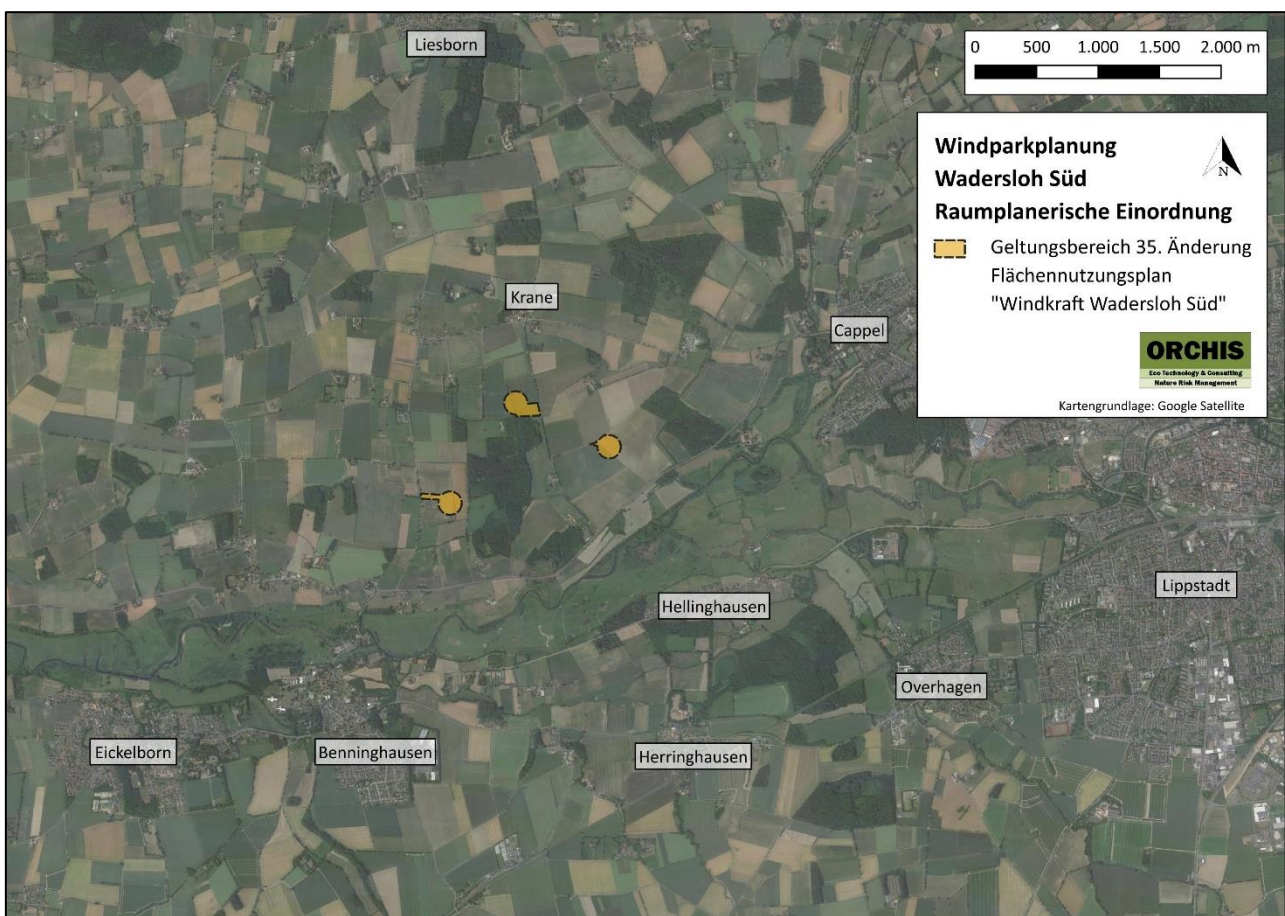 Liesborn
0 500 1.000 1.500 2.000 m
Windparkplanung
Wadersloh Süd
Raumplanerische Einordnung
N
Geltungsbereich 35. Änderung
Flächennutzungsplan
"Windkraft Wadersloh Süd"
ORCHIS
Eco Technology & Consulting
Nature Risk Management
Kartengrundlage: Google Satellite
Krane
Cappel
Lippstadt
Hellinghausen
Overhagen
Eickelborn
Benninghausen
Herringhausen